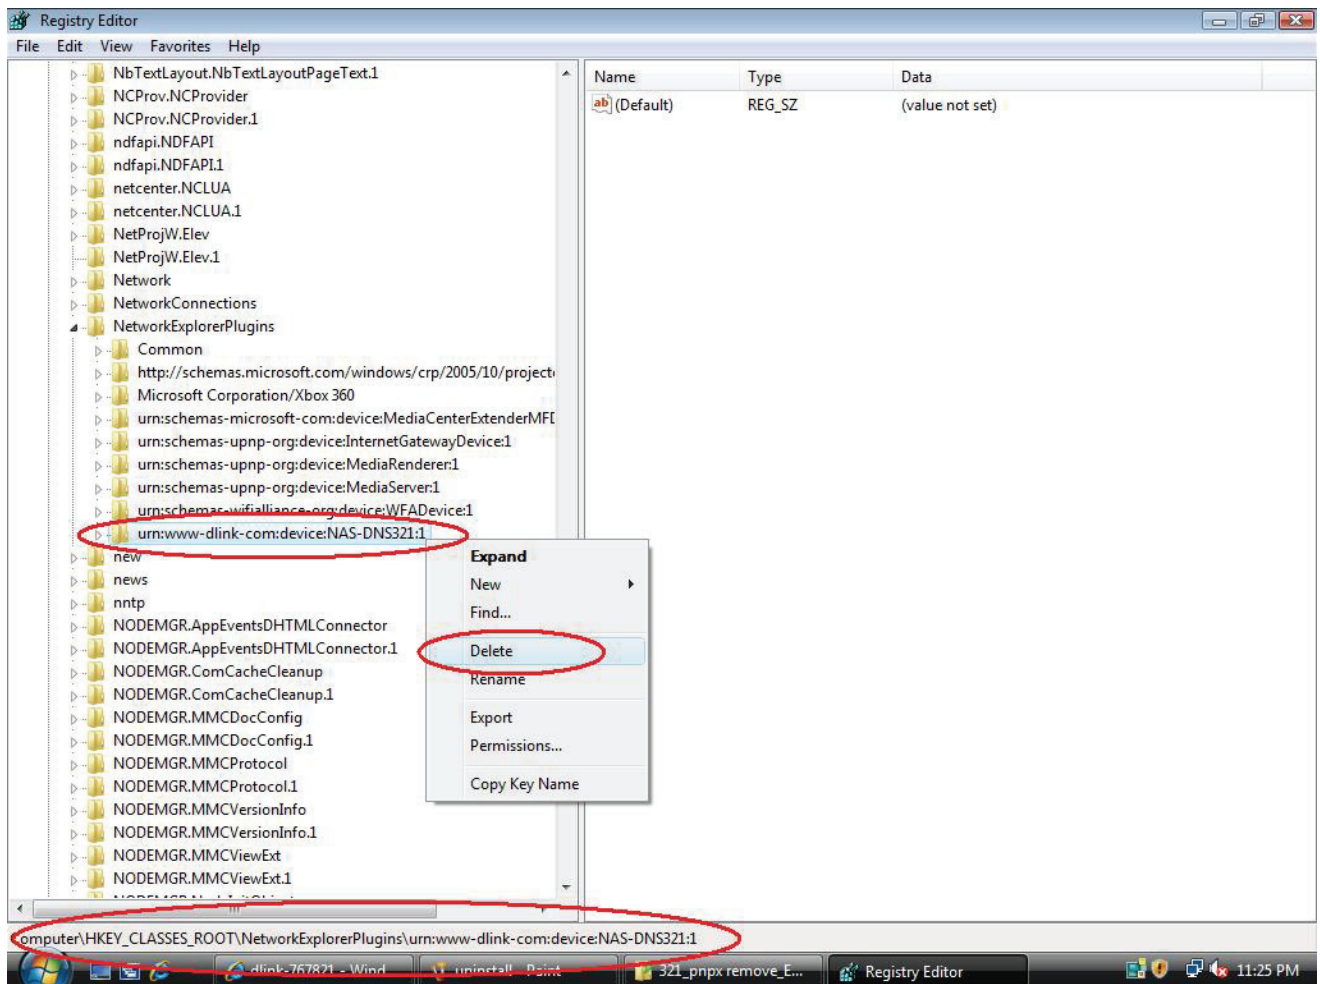 Registry Editor
File Edit View Favorites Help
NbTextLayout.NbTextLayoutPageText.1
NCProv.NCProvider
NCProv.NCProvider.1
ndfapi.NDFAPI
ndfapi.NDFAPI.1
netcenter.NCLUA
netcenter.NCLUA.1
NetProjW.Elev
NetProjW.Elev.1
Network
NetworkConnections
NetworkExplorerPlugins
Common
http://schemas.microsoft.com/windows/crp/2005/10/project
Microsoft Corporation/Xbox 360
urn:schemas-microsoft-com:device:MediaCenterExtenderMF
urn:schemas-upnp-org:device:InternetGatewayDevice:1
urn:schemas-upnp-org:device:MediaRenderer:1
urn:schemas-upnp-org:device:MediaServer:1
urn:schemas-wifialliance-org:device:WFADevice:1
urn:www-dlink-com:device:NAS-DNS321:1
new
news
nntp
NODEMGR.AppEventsDHTMLConnector
NODEMGR.AppEventsDHTMLConnector.1
NODEMGR.ComCacheCleanup
NODEMGR.ComCacheCleanup.1
NODEMGR.MMCDocConfig
NODEMGR.MMCDocConfig.1
NODEMGR.MMCProtocol
NODEMGR.MMCProtocol.1
NODEMGR.MMCVersionInfo
NODEMGR.MMCVersionInfo.1
NODEMGR.MMCViewExt
NODEMGR.MMCViewExt.1
Name Type Data
ab (Default) REG_SZ (value not set)
Expand
New
Find...
Delete
Rename
Export
Permissions...
Copy Key Name
omputer\HKEY_CLASSES_ROOT\NetworkExplorerPlugins\urn:www-dlink-com:device:NAS-DNS321:1
dlink-767821 - Wind... uninstall - Paint 321_pnpx remove_E... Registry Editor 11:25 PM